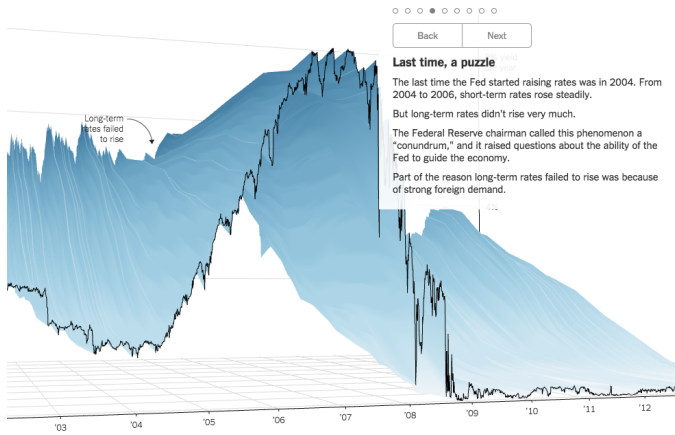 Back
Next
Last time, a puzzle
The last time the Fed started raising rates was in 2004. From
2004 to 2006, short-term rates rose steadily.
But long-term rates didn't rise very much.
The Federal Reserve chairman called this phenomenon a
“conundrum,” and it raised questions about the ability of the
Fed to guide the economy.
Part of the reason long-term rates failed to rise was because
of strong foreign demand.
Long-term
rates failed
to rise
'03
'04
'05
'06
'07
'08
'09
'10
'11
'12